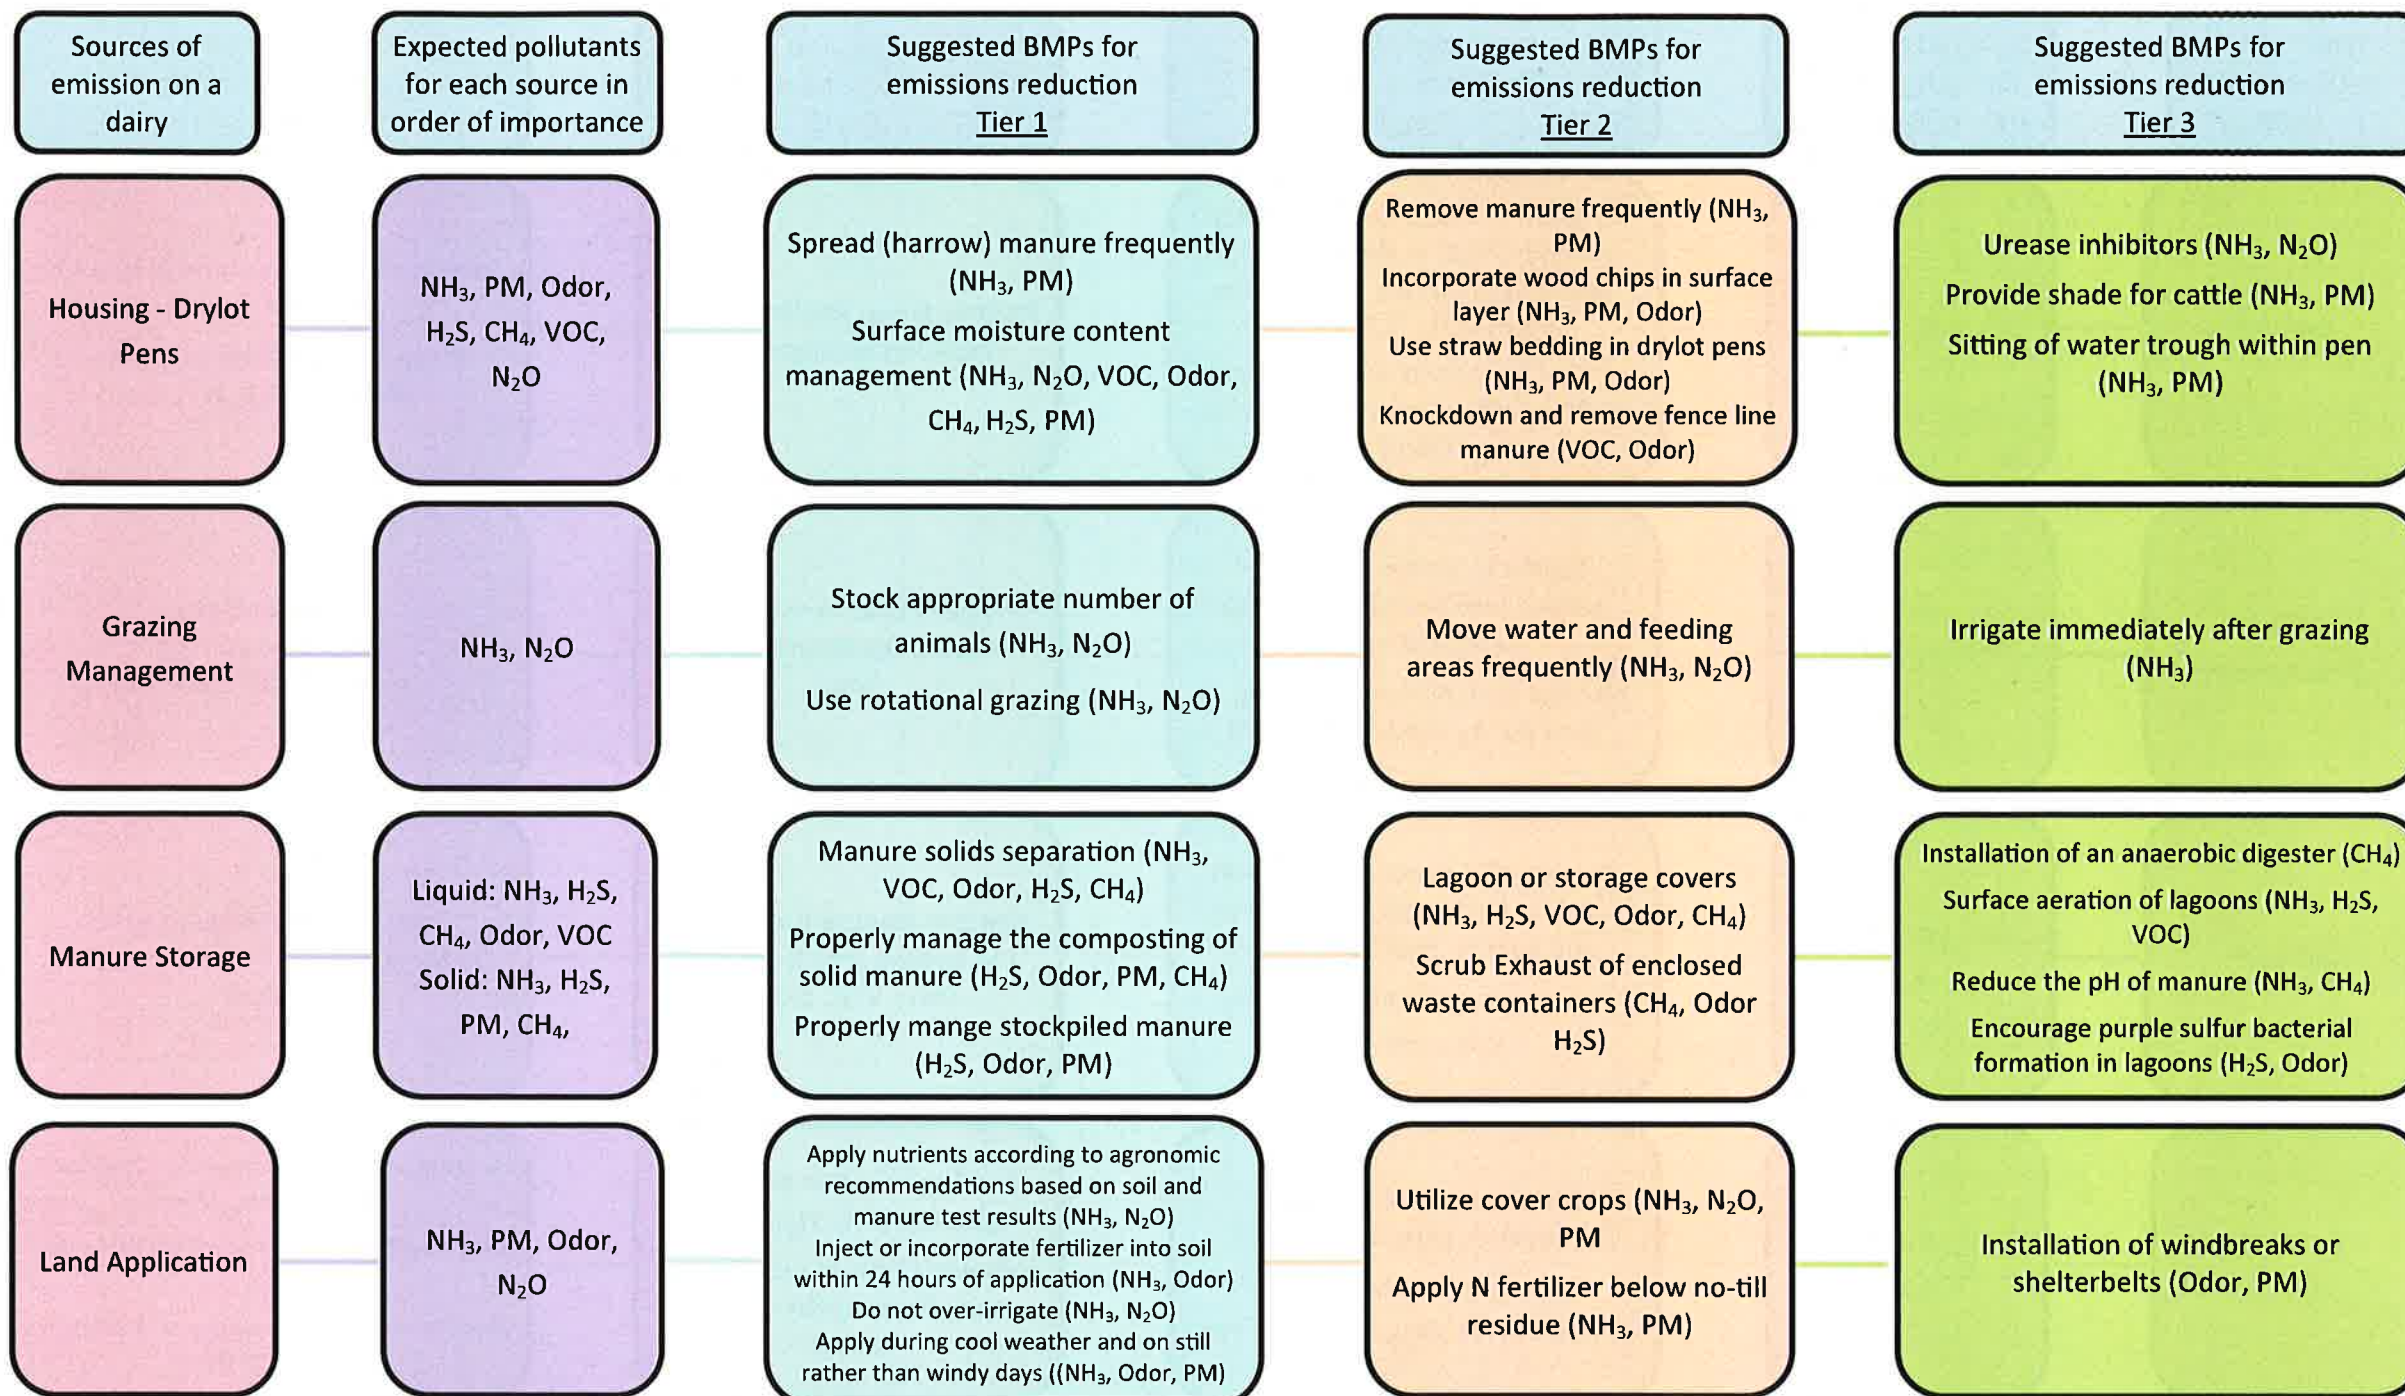 Sources of
emission on a
dairy
Expected pollutants
for each source in
order of importance
Suggested BMPs for
emissions reduction
Tier 1
Suggested BMPs for
emissions reduction
Tier 2
Suggested BMPs for
emissions reduction
Tier 3
Housing - Drylot
Pens
NH₃, PM, Odor,
H₂S, CH₄, VOC,
N₂O
Spread (harrow) manure frequently
(NH₃, PM)
Surface moisture content
management (NH₃, N₂O, VOC, Odor,
CH₄, H₂S, PM)
Remove manure frequently (NH₃,
PM)
Incorporate wood chips in surface
layer (NH₃, PM, Odor)
Use straw bedding in drylot pens
(NH₃, PM, Odor)
Knockdown and remove fence line
manure (VOC, Odor)
Urease inhibitors (NH₃, N₂O)
Provide shade for cattle (NH₃, PM)
Sitting of water trough within pen
(NH₃, PM)
Grazing
Management
NH₃, N₂O
Stock appropriate number of
animals (NH₃, N₂O)
Use rotational grazing (NH₃, N₂O)
Move water and feeding
areas frequently (NH₃, N₂O)
Irrigate immediately after grazing
(NH₃)
Manure Storage
Liquid: NH₃, H₂S,
CH₄, Odor, VOC
Solid: NH₃, H₂S,
PM, CH₄,
Manure solids separation (NH₃,
VOC, Odor, H₂S, CH₄)
Properly manage the composting of
solid manure (H₂S, Odor, PM, CH₄)
Properly mange stockpiled manure
(H₂S, Odor, PM)
Lagoon or storage covers
(NH₃, H₂S, VOC, Odor, CH₄)
Scrub Exhaust of enclosed
waste containers (CH₄, Odor
H₂S)
Installation of an anaerobic digester (CH₄)
Surface aeration of lagoons (NH₃, H₂S,
VOC)
Reduce the pH of manure (NH₃, CH₄)
Encourage purple sulfur bacterial
formation in lagoons (H₂S, Odor)
Land Application
NH₃, PM, Odor,
N₂O
Apply nutrients according to agronomic
recommendations based on soil and
manure test results (NH₃, N₂O)
Inject or incorporate fertilizer into soil
within 24 hours of application (NH₃, Odor)
Do not over-irrigate (NH₃, N₂O)
Apply during cool weather and on still
rather than windy days ((NH₃, Odor, PM)
Utilize cover crops (NH₃, N₂O,
PM
Apply N fertilizer below no-till
residue (NH₃, PM)
Installation of windbreaks or
shelterbelts (Odor, PM)